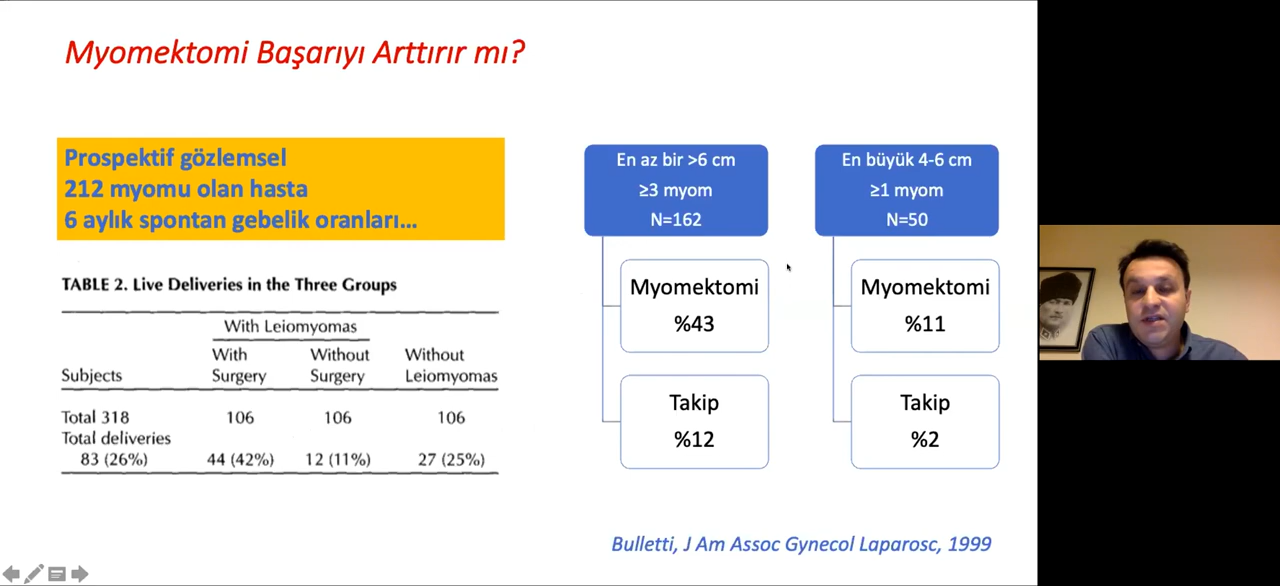 Myomektomi Başarıyı Arttırır mı?
Prospektif gözlemsel
212 myomu olan hasta
6 aylık spontan gebelik oranları...
TABLE 2. Live Deliveries in the Three Groups
With Leiomyomas
With Without Without
Subjects Surgery Surgery Leiomyomas
Total 318 106 106 106
Total deliveries
83 (26%) 44 (42%) 12 (11%) 27 (25%)
En az bir >6 cm
≥3 myom
N=162
Myomektomi
%43
Takip
%12
En büyük 4-6 cm
≥1 myom
N=50
Myomektomi
%11
Takip
%2
Bulletti, J Am Assoc Gynecol Laparosc, 1999